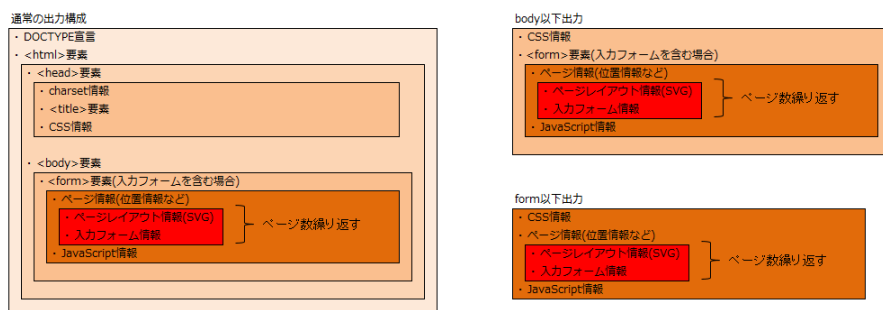 通常の出力構成
・DOCTYPE宣言
・<html>要素
・<head>要素
・charset情報
・<title>要素
・CSS情報
・<body>要素
・<form>要素(入力フォームを含む場合)
・ページ情報(位置情報など)
・ページレイアウト情報(SVG)
・入力フォーム情報
ページ数繰り返す
・JavaScript情報
body以下出力
・CSS情報
・<form>要素(入力フォームを含む場合)
・ページ情報(位置情報など)
・ページレイアウト情報(SVG)
・入力フォーム情報
ページ数繰り返す
・JavaScript情報
form以下出力
・CSS情報
・ページ情報(位置情報など)
・ページレイアウト情報(SVG)
・入力フォーム情報
ページ数繰り返す
・JavaScript情報